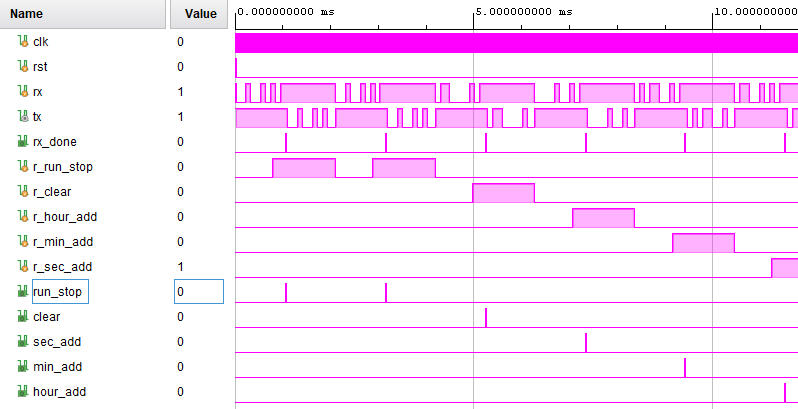 Name Value 0.000000000 ms 5.000000000 ms 10.000000000
clk 0
rst 0
rx 1
tx 1
rx_done 0
r_run_stop 0
r_clear 0
r_hour_add 0
r_min_add 0
r_sec_add 1
run_stop 0
clear 0
sec_add 0
min_add 0
hour_add 0